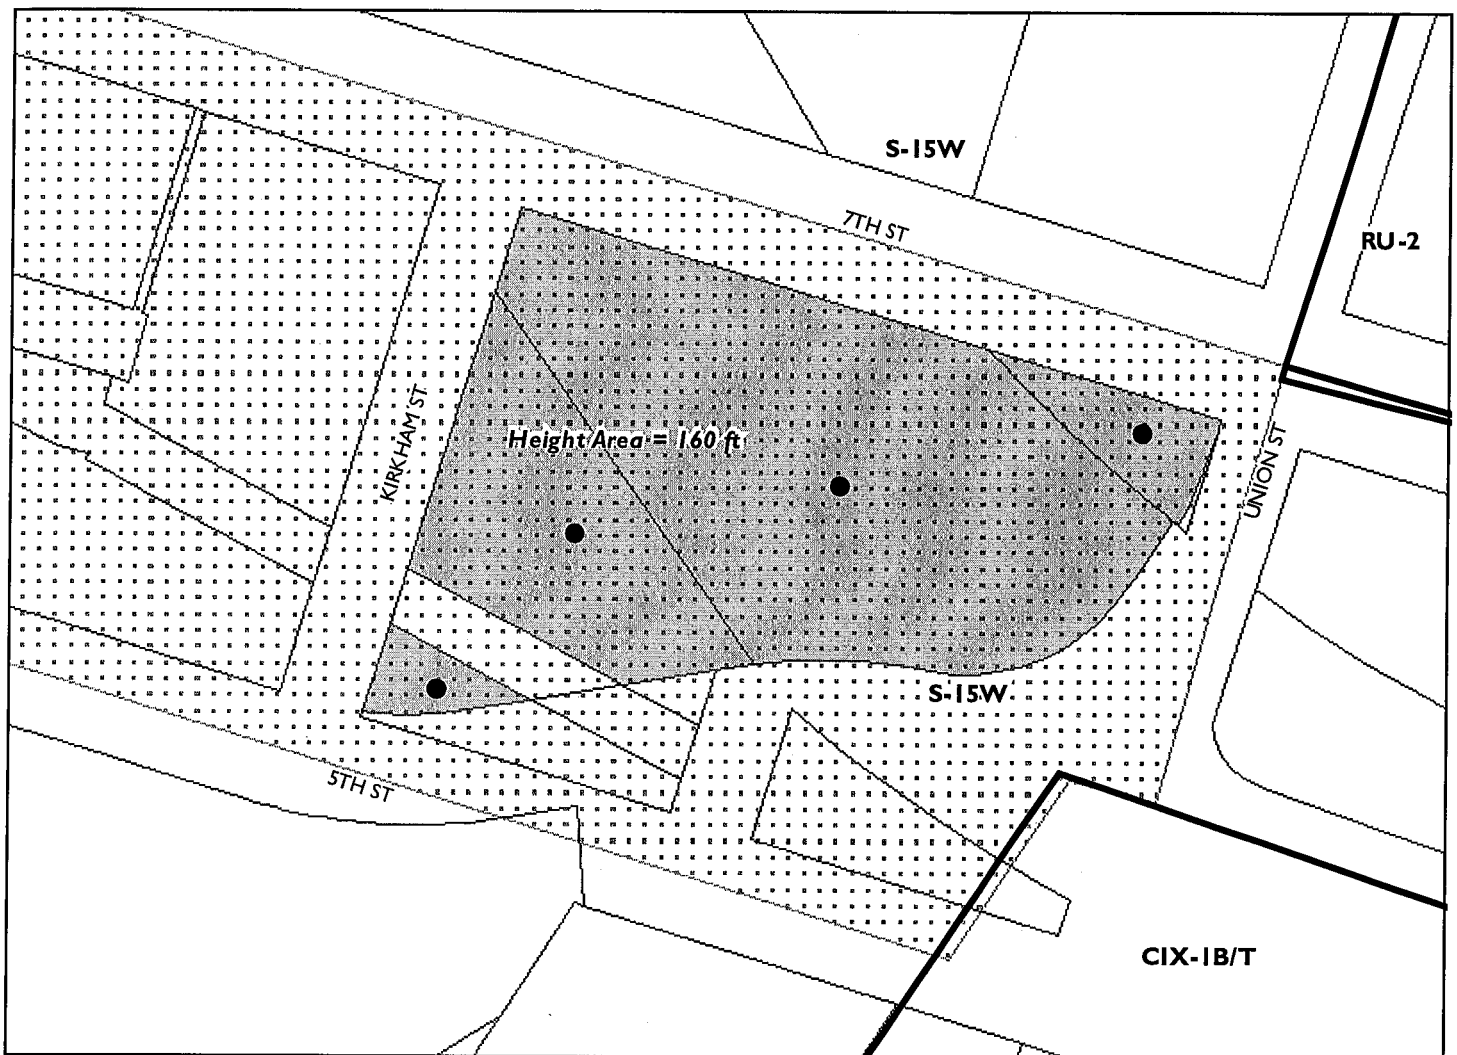 S-15W
7TH ST
RU-2
KIRKHAM ST
Height Area = 160 ft
UNION ST
S-15W
5TH ST
CIX-1B/T